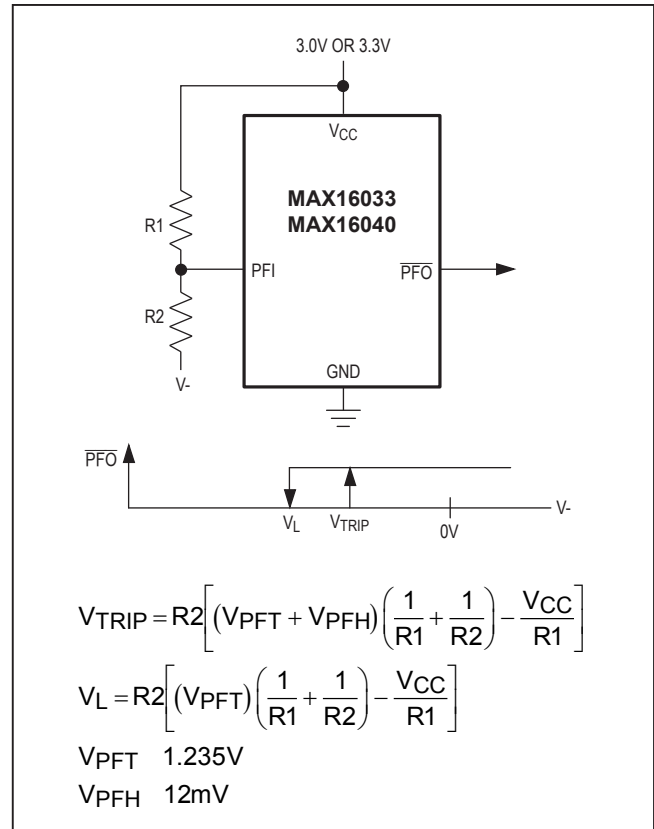 3.0V OR 3.3V
VCC
MAX16033
MAX16040
R1
PFI
PFO
R2
GND
V-
PFO
VL
VTRIP
0V
V-
VTRIP = R2[(VPFT + VPFH)(1/R1 + 1/R2) − VCC/R1]
VL = R2[(VPFT)(1/R1 + 1/R2) − VCC/R1]
VPFT 1.235V
VPFH 12mV